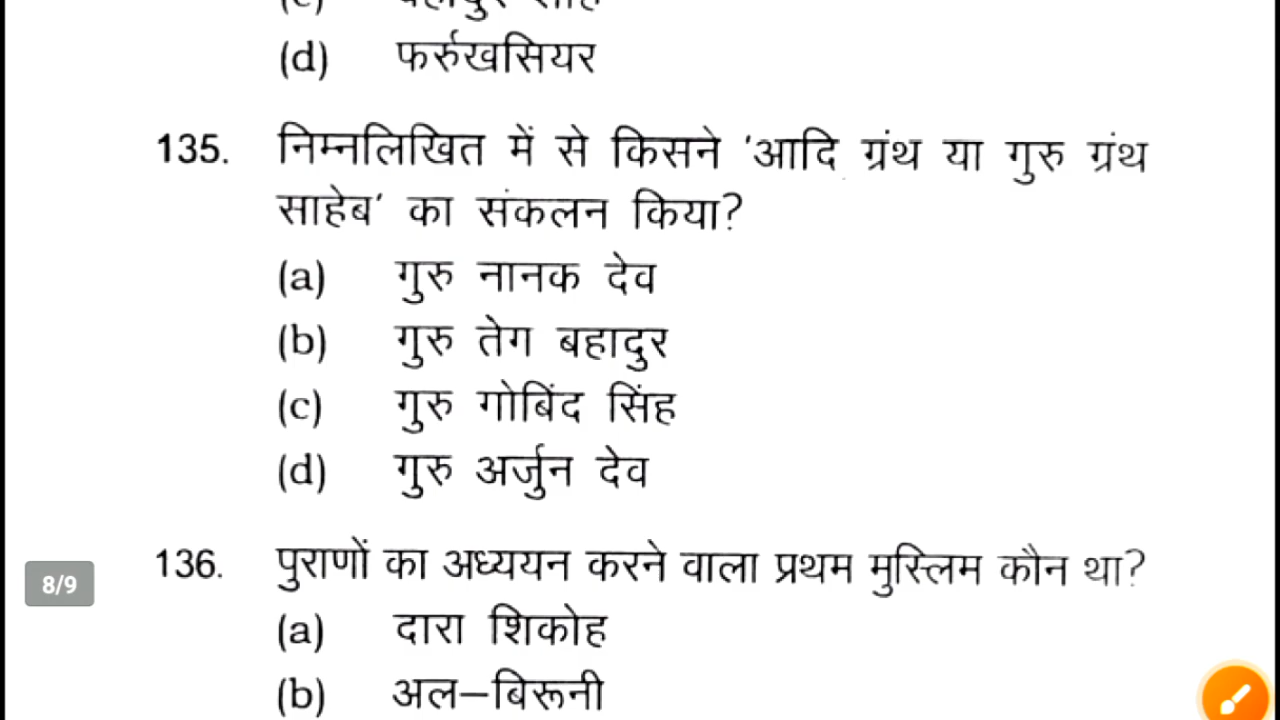 (d) फर्रुखसियर
135. निम्नलिखित में से किसने 'आदि ग्रंथ या गुरु ग्रंथ
साहेब' का संकलन किया?
(a) गुरु नानक देव
(b) गुरु तेग बहादुर
(c) गुरु गोबिंद सिंह
(d) गुरु अर्जुन देव
136. पुराणों का अध्ययन करने वाला प्रथम मुस्लिम कौन था?
8/9
(a) दारा शिकोह
(b) अल–बिरूनी